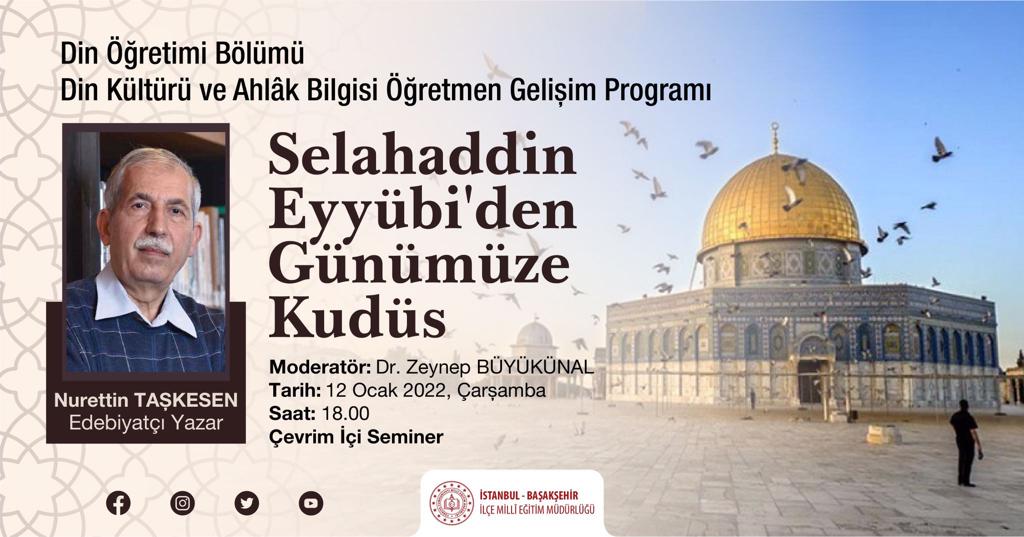 Din Öğretimi Bölümü
Din Kültürü ve Ahlâk Bilgisi Öğretmen Gelişim Programı
Selahaddin
Eyyübi'den
Günümüze
Kudüs
Moderatör: Dr. Zeynep BÜYÜKÜNAL
Tarih: 12 Ocak 2022, Çarşamba
Saat: 18.00
Çevrim İçi Seminer
Nurettin TAŞKESEN
Edebiyatçı Yazar
İSTANBUL - BAŞAKŞEHİR
İLÇE MİLLÎ EĞİTİM MÜDÜRLÜĞÜ